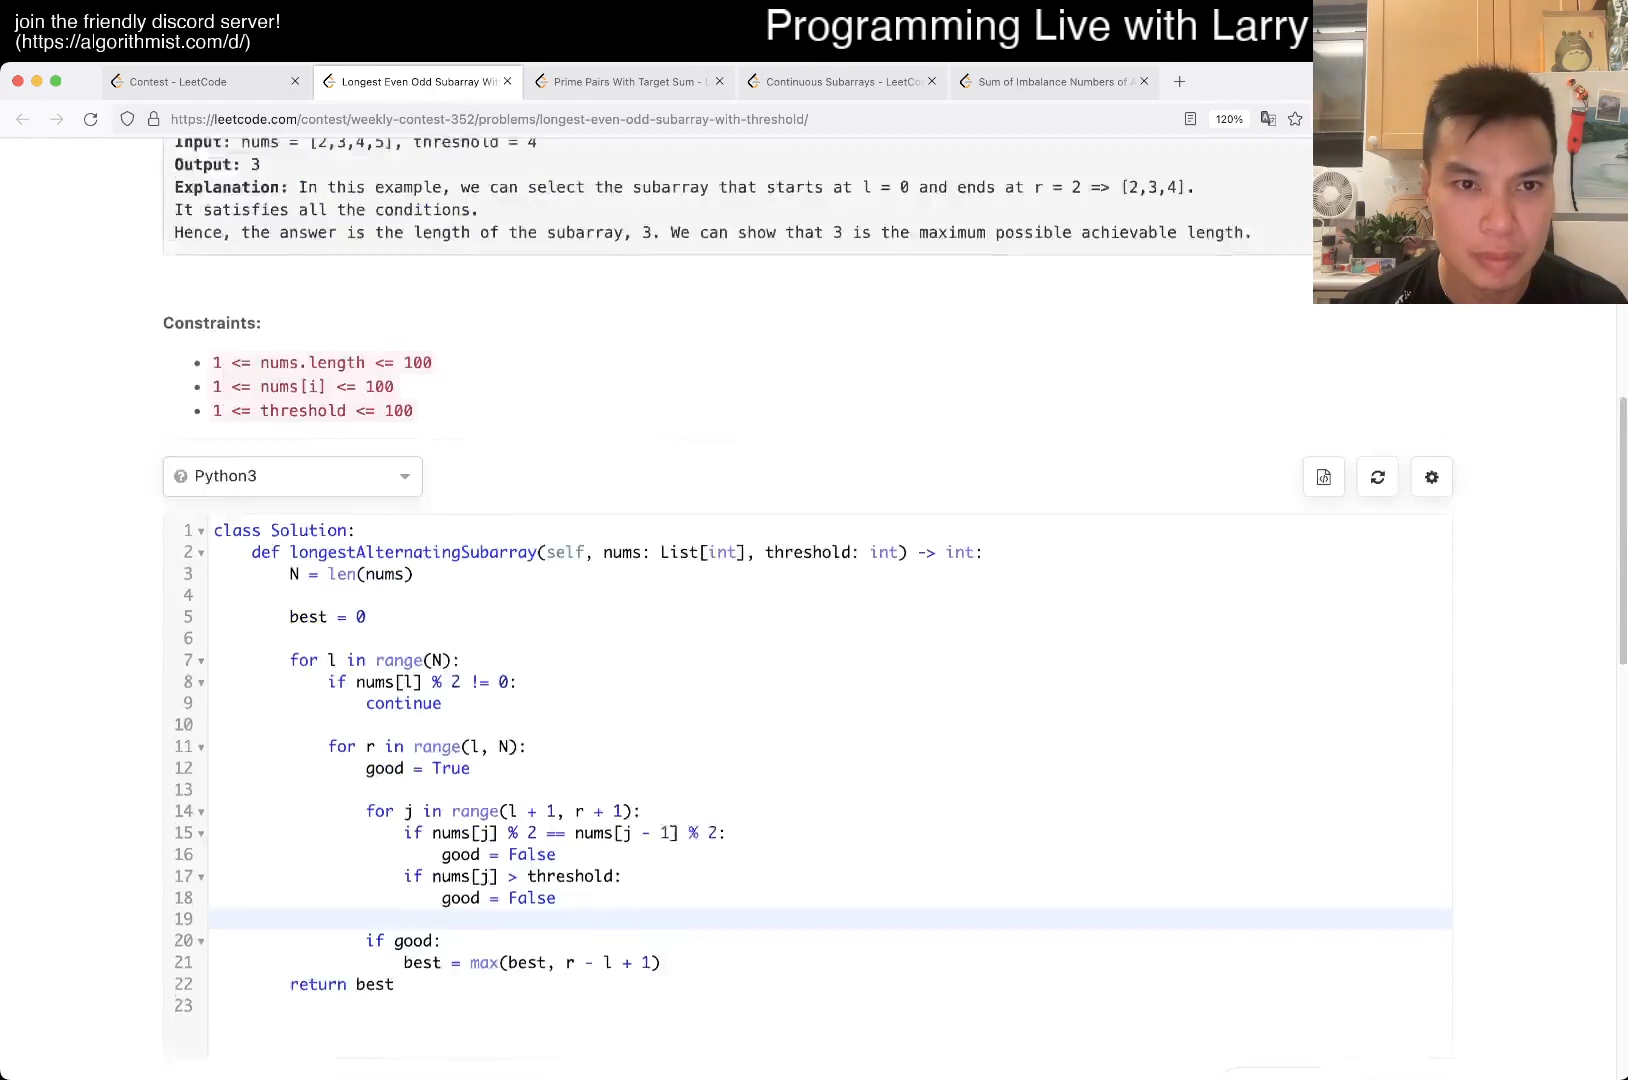 join the friendly discord server!
(https://algorithmist.com/d/)
Programming Live with Larry
Contest - LeetCode
Longest Even Odd Subarray Wit
Prime Pairs With Target Sum - L
Continuous Subarrays - LeetCo
Sum of Imbalance Numbers of A
https://leetcode.com/contest/weekly-contest-352/problems/longest-even-odd-subarray-with-threshold/
120%
Input: nums = [2,3,4,5], threshold = 4
Output: 3
Explanation: In this example, we can select the subarray that starts at l = 0 and ends at r = 2 => [2,3,4].
It satisfies all the conditions.
Hence, the answer is the length of the subarray, 3. We can show that 3 is the maximum possible achievable length.
Constraints:
1 <= nums.length <= 100
1 <= nums[i] <= 100
1 <= threshold <= 100
Python3
1 class Solution:
2 def longestAlternatingSubarray(self, nums: List[int], threshold: int) -> int:
3 N = len(nums)
4
5 best = 0
6
7 for l in range(N):
8 if nums[l] % 2 != 0:
9 continue
10
11 for r in range(l, N):
12 good = True
13
14 for j in range(l + 1, r + 1):
15 if nums[j] % 2 == nums[j - 1] % 2:
16 good = False
17 if nums[j] > threshold:
18 good = False
19
20 if good:
21 best = max(best, r - l + 1)
22 return best
23